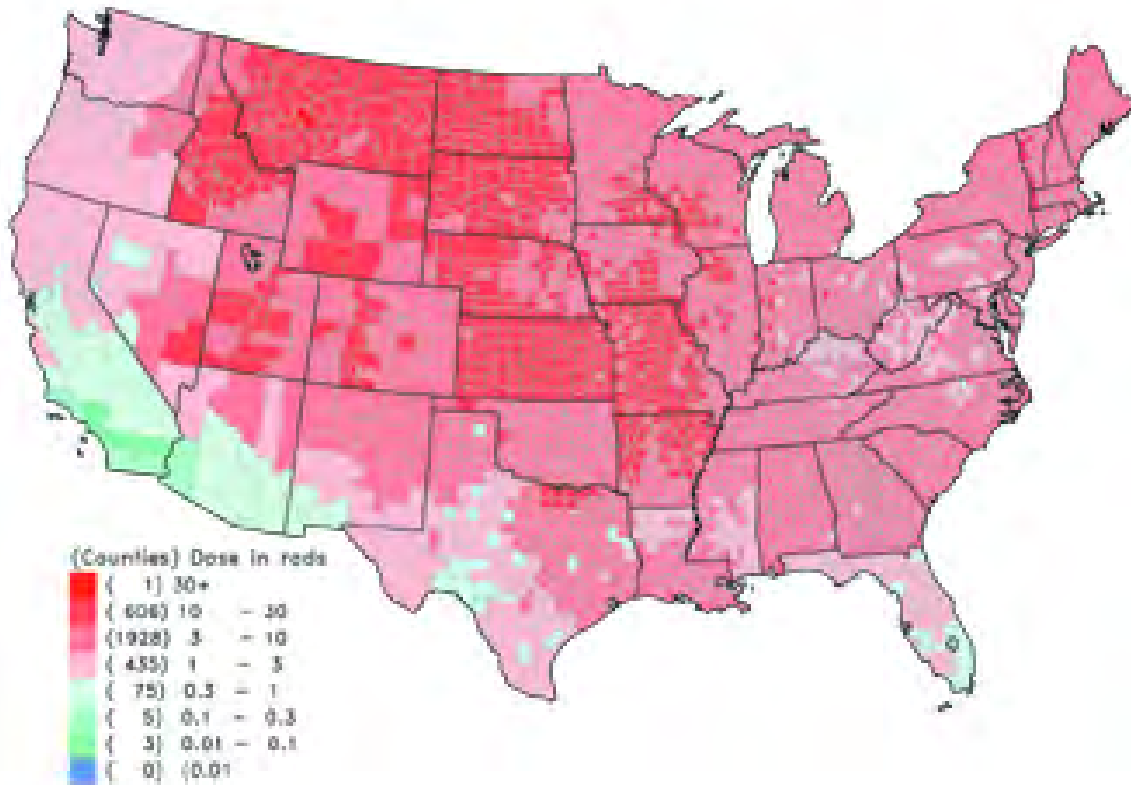 (Counties) Dose in rads
( 1) 30+
( 606) 10 - 30
(1928) 3 - 10
( 435) 1 - 3
( 75) 0.3 - 1
( 5) 0.1 - 0.3
( 3) 0.01 - 0.1
( 0) <0.01